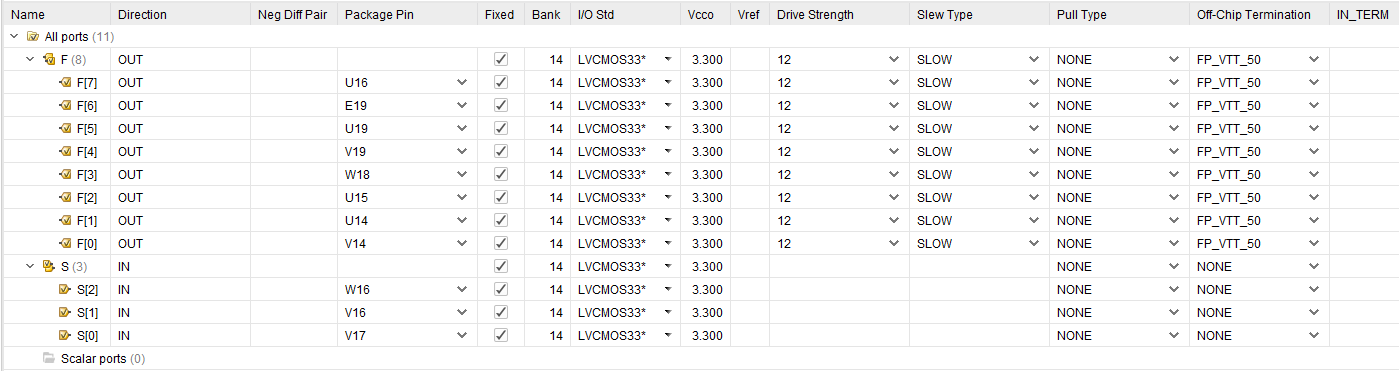 Name Direction Neg Diff Pair Package Pin Fixed Bank I/O Std Vcco Vref Drive Strength Slew Type Pull Type Off-Chip Termination IN_TERM
All ports (11)
F (8) OUT 14 LVCMOS33* 3.300 12 SLOW NONE FP_VTT_50
F[7] OUT U16 14 LVCMOS33* 3.300 12 SLOW NONE FP_VTT_50
F[6] OUT E19 14 LVCMOS33* 3.300 12 SLOW NONE FP_VTT_50
F[5] OUT U19 14 LVCMOS33* 3.300 12 SLOW NONE FP_VTT_50
F[4] OUT V19 14 LVCMOS33* 3.300 12 SLOW NONE FP_VTT_50
F[3] OUT W18 14 LVCMOS33* 3.300 12 SLOW NONE FP_VTT_50
F[2] OUT U15 14 LVCMOS33* 3.300 12 SLOW NONE FP_VTT_50
F[1] OUT U14 14 LVCMOS33* 3.300 12 SLOW NONE FP_VTT_50
F[0] OUT V14 14 LVCMOS33* 3.300 12 SLOW NONE FP_VTT_50
S (3) IN 14 LVCMOS33* 3.300 NONE NONE
S[2] IN W16 14 LVCMOS33* 3.300 NONE NONE
S[1] IN V16 14 LVCMOS33* 3.300 NONE NONE
S[0] IN V17 14 LVCMOS33* 3.300 NONE NONE
Scalar ports (0)